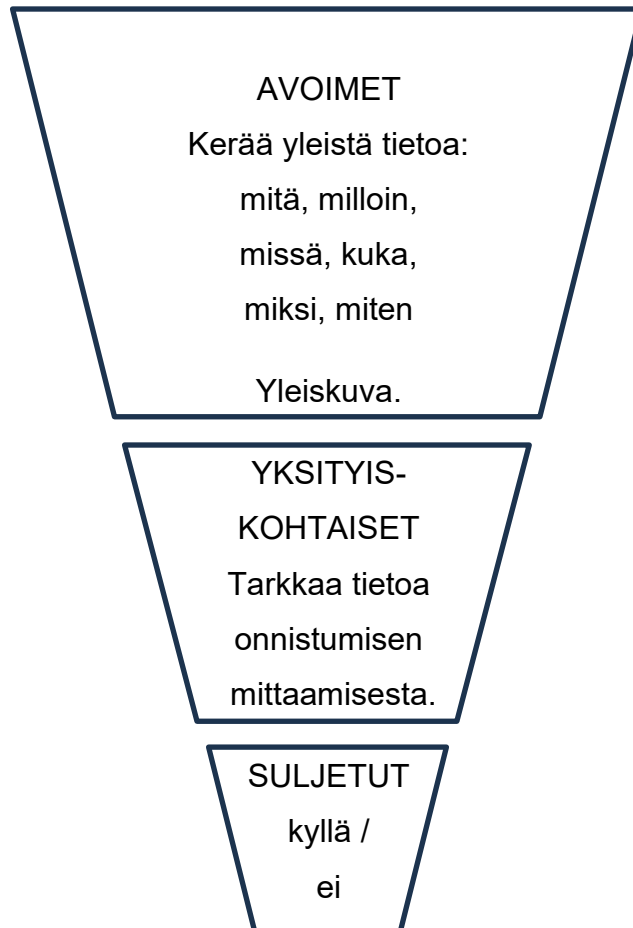 AVOIMET
Kerää yleistä tietoa:
mitä, milloin,
missä, kuka,
miksi, miten
Yleiskuva.
YKSITYIS-
KOHTAISET
Tarkkaa tietoa
onnistumisen
mittaamisesta.
SULJETUT
kyllä /
ei